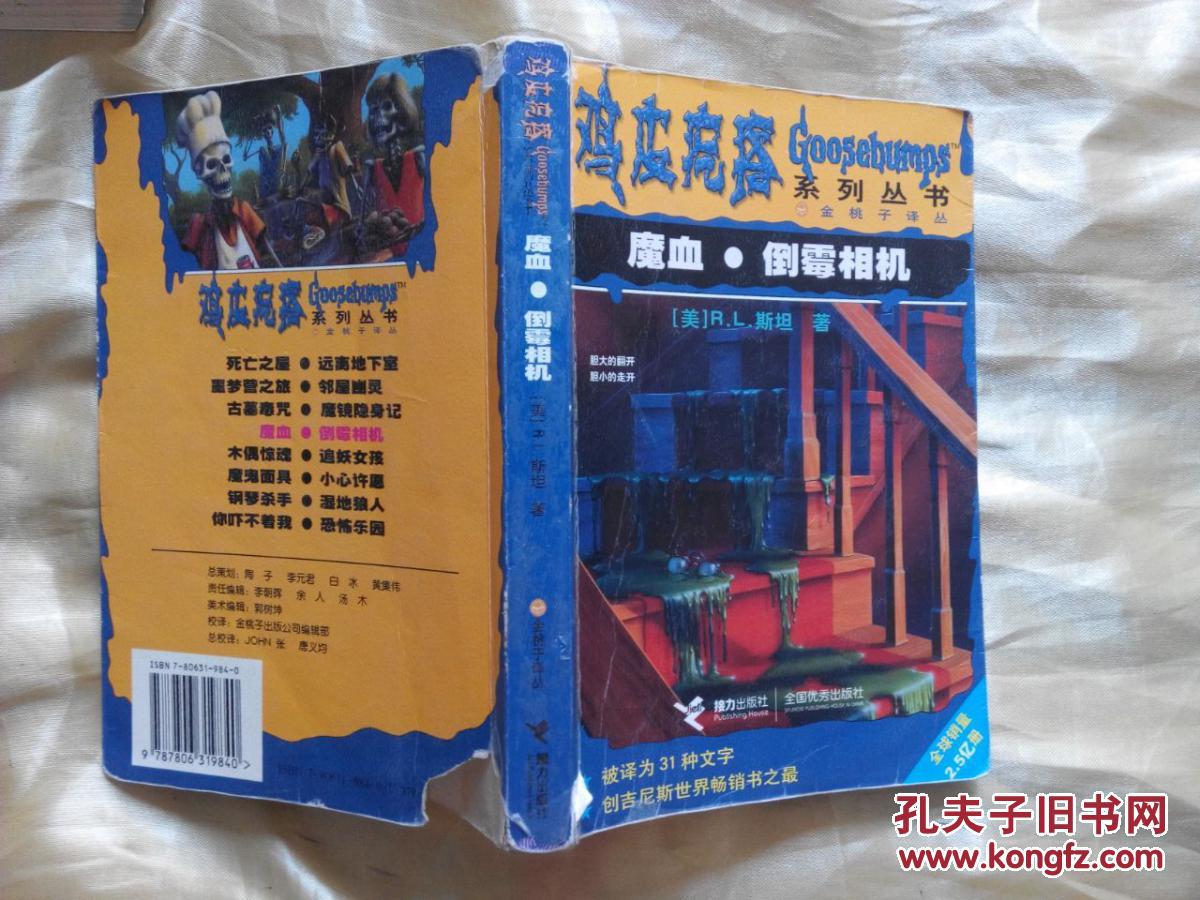 鸡皮疙瘩 Goosebumps™
系列丛书
金桃子译丛
魔血·倒霉相机
[美]R.L.斯坦 著
胆大的翻开
胆小的走开
Jieli 接力出版社
Publishing House
全国优秀出版社
全球销量
2.5亿册
被译为31种文字
创吉尼斯世界畅销书之最
鸡皮疙瘩 Goosebumps 系列丛书 魔血·倒霉相机 [美]R.L.斯坦 著 金桃子译丛 接力出版社
鸡皮疙瘩 Goosebumps™
系列丛书
金桃子译丛
死亡之屋·远离地下室
噩梦营之旅·邻屋幽灵
古墓毒咒·魔镜隐身记
魔血·倒霉相机
木偶惊魂·追妖女孩
魔鬼面具·小心许愿
钢琴杀手·湿地狼人
你吓不着我·恐怖乐园
总策划:陶 子 李元君 白 冰 黄集伟
责任编辑:李朝晖 余 人 汤 木
美术编辑:郭树坤
校译:金桃子出版公司编辑部
总校译:JOHN 张 唐义均
ISBN 7-80631-984-0
9 787806 319840 >
孔夫子旧书网
www.kongfz.com